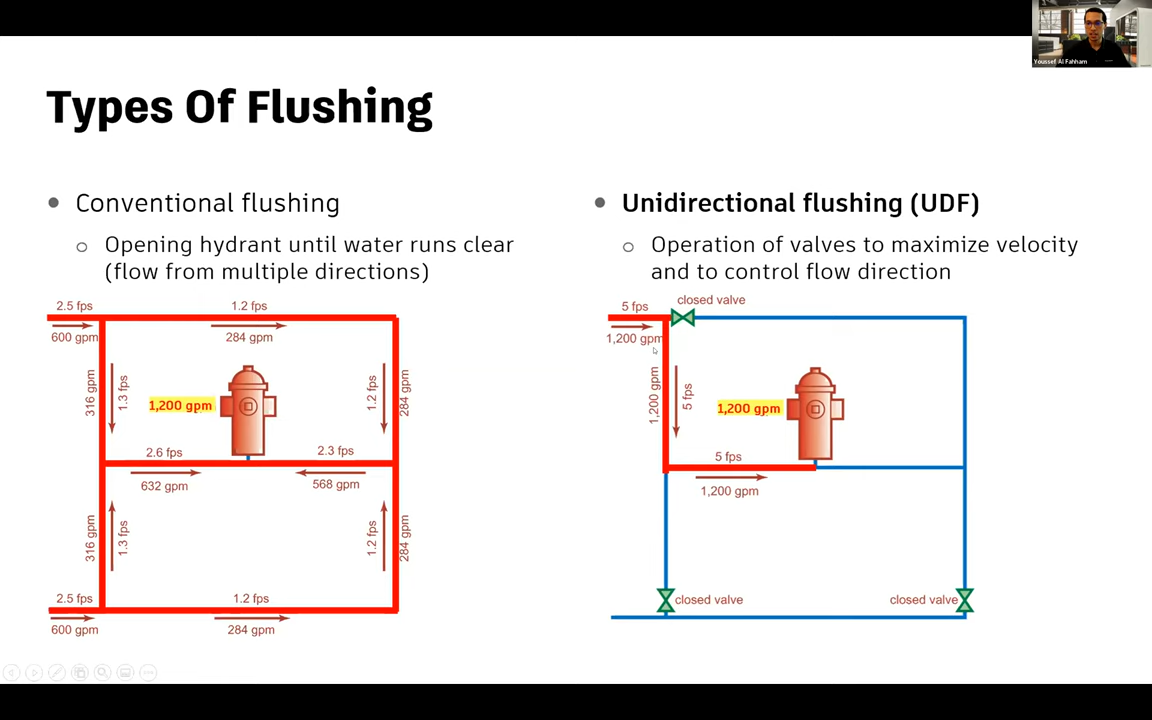 Youssef Al Fahham
Types Of Flushing
Conventional flushing
Opening hydrant until water runs clear
(flow from multiple directions)
2.5 fps
600 gpm
1.2 fps
284 gpm
316 gpm
1.3 fps
1,200 gpm
1.2 fps
284 gpm
2.6 fps
632 gpm
2.3 fps
568 gpm
316 gpm
1.3 fps
1.2 fps
284 gpm
2.5 fps
600 gpm
1.2 fps
284 gpm
Unidirectional flushing (UDF)
Operation of valves to maximize velocity
and to control flow direction
5 fps
1,200 gpm
closed valve
1,200 gpm
5 fps
1,200 gpm
5 fps
1,200 gpm
closed valve
closed valve